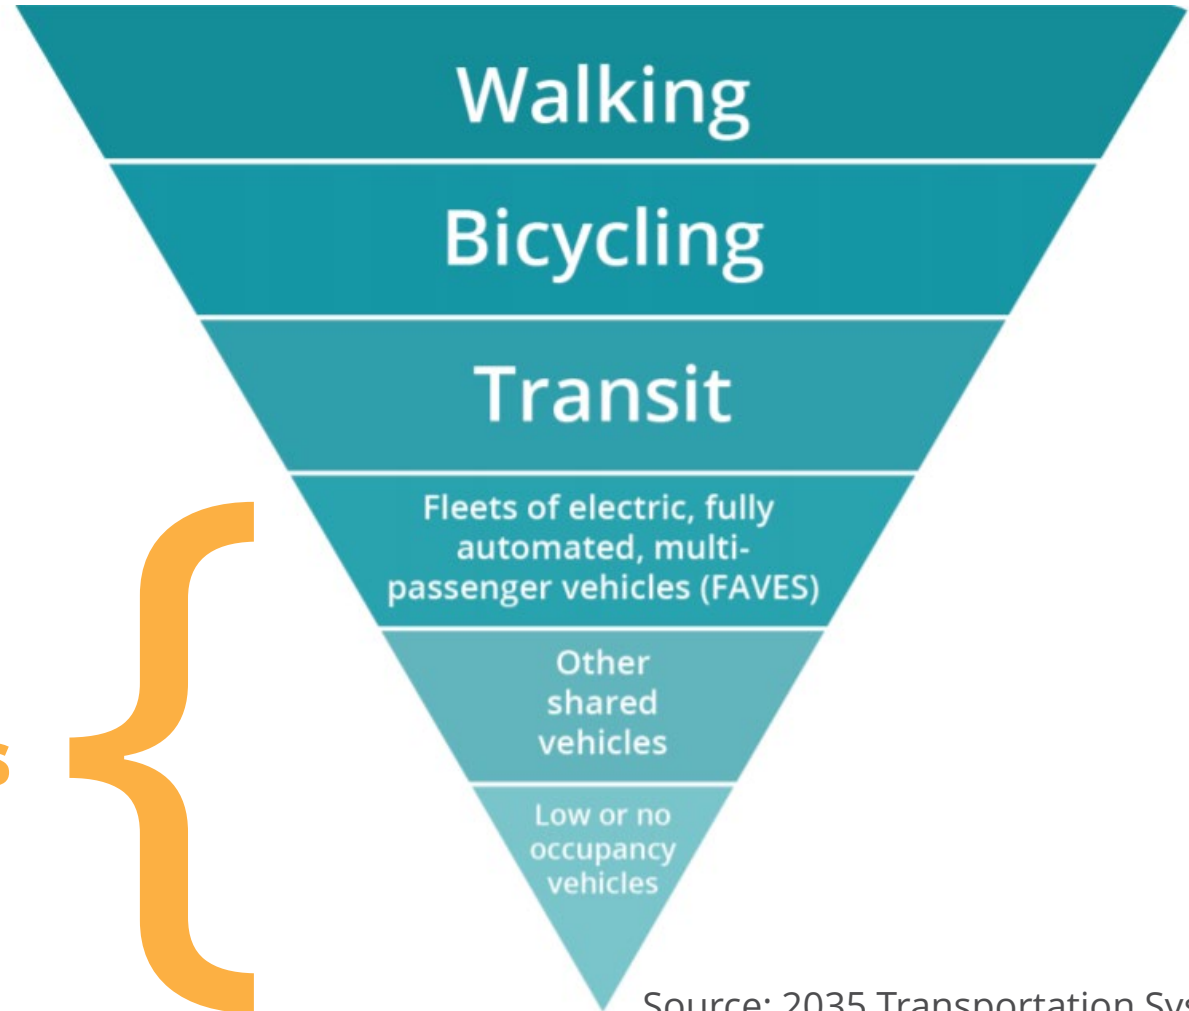 Walking
Bicycling
Transit
Fleets of electric, fully
automated, multi-
passenger vehicles (FAVES)
Other
shared
vehicles
Low or no
occupancy
vehicles
Source: 2035 Transportation